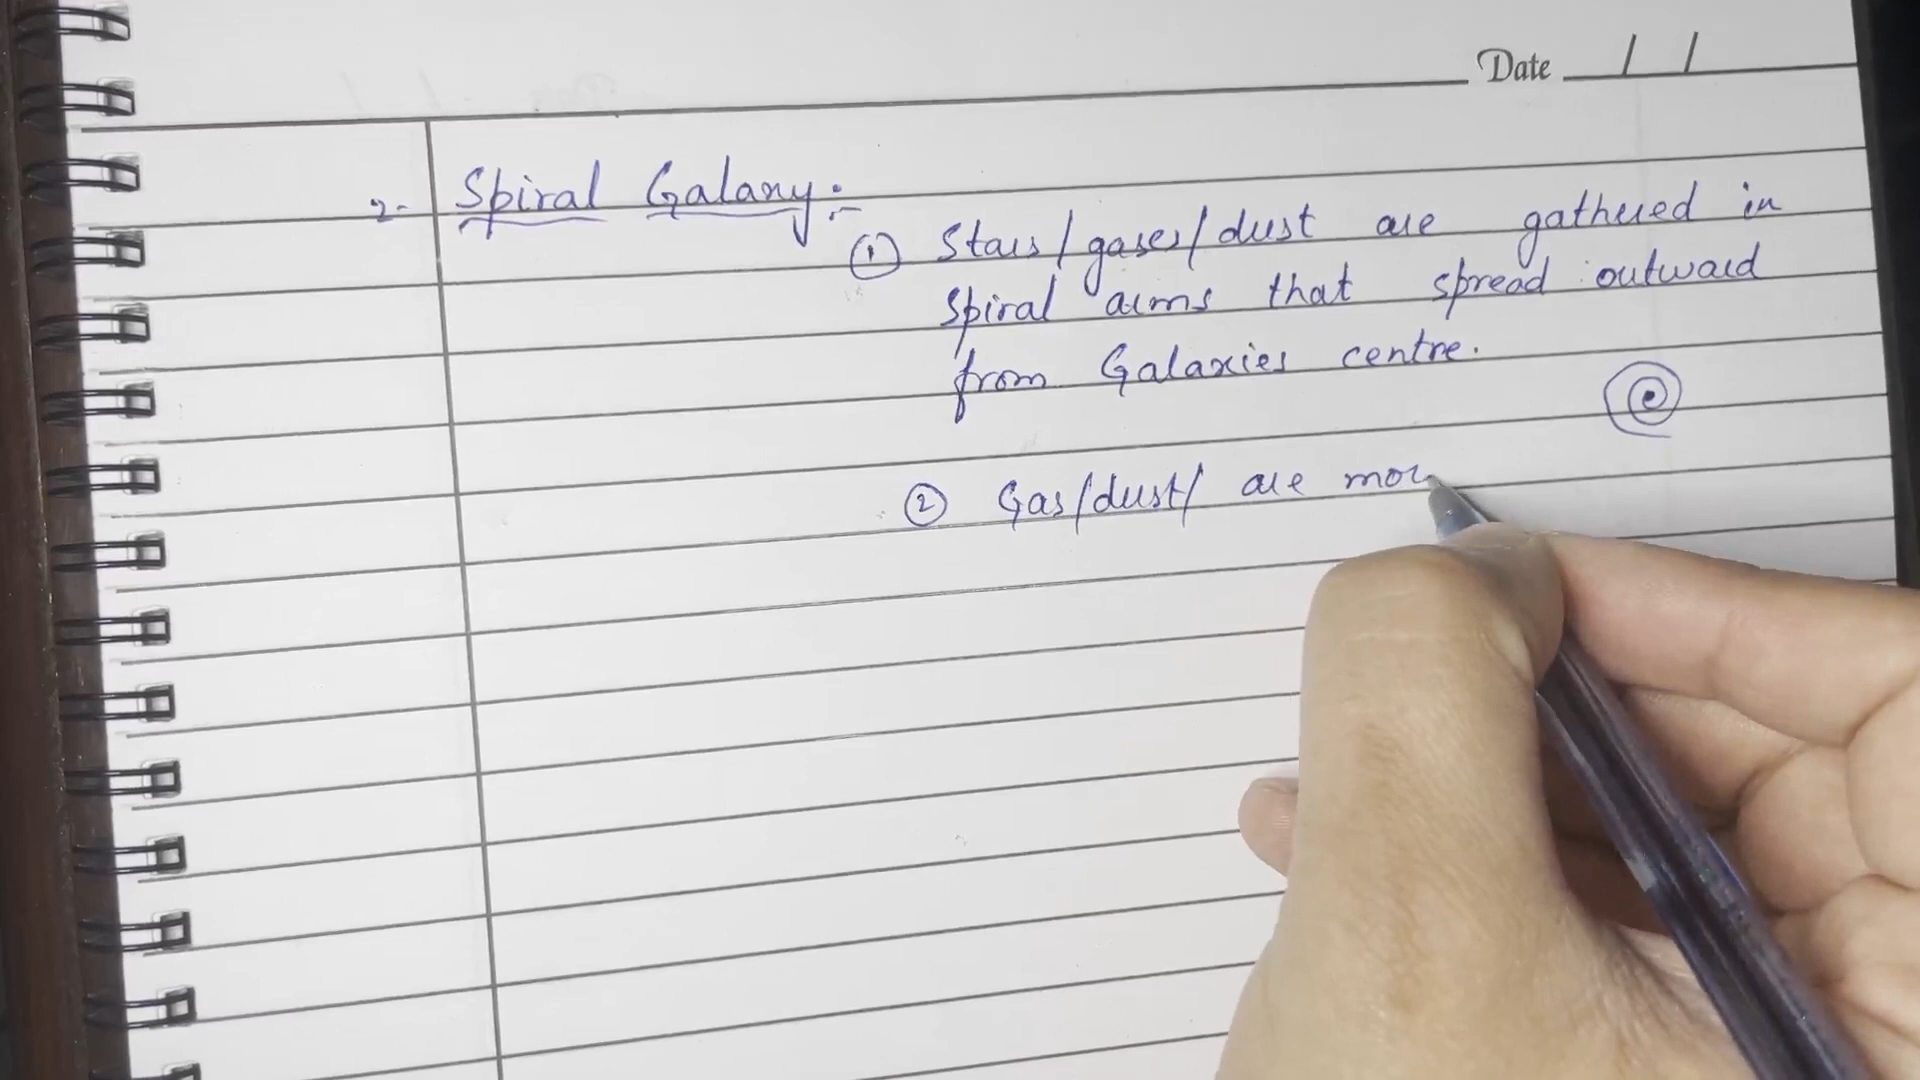 Date / /
2- Spiral Galaxy:-
① Stars/gases/dust are gathered in
spiral arms that spread outward
from Galaxies centre.
② Gas/dust/ are mor